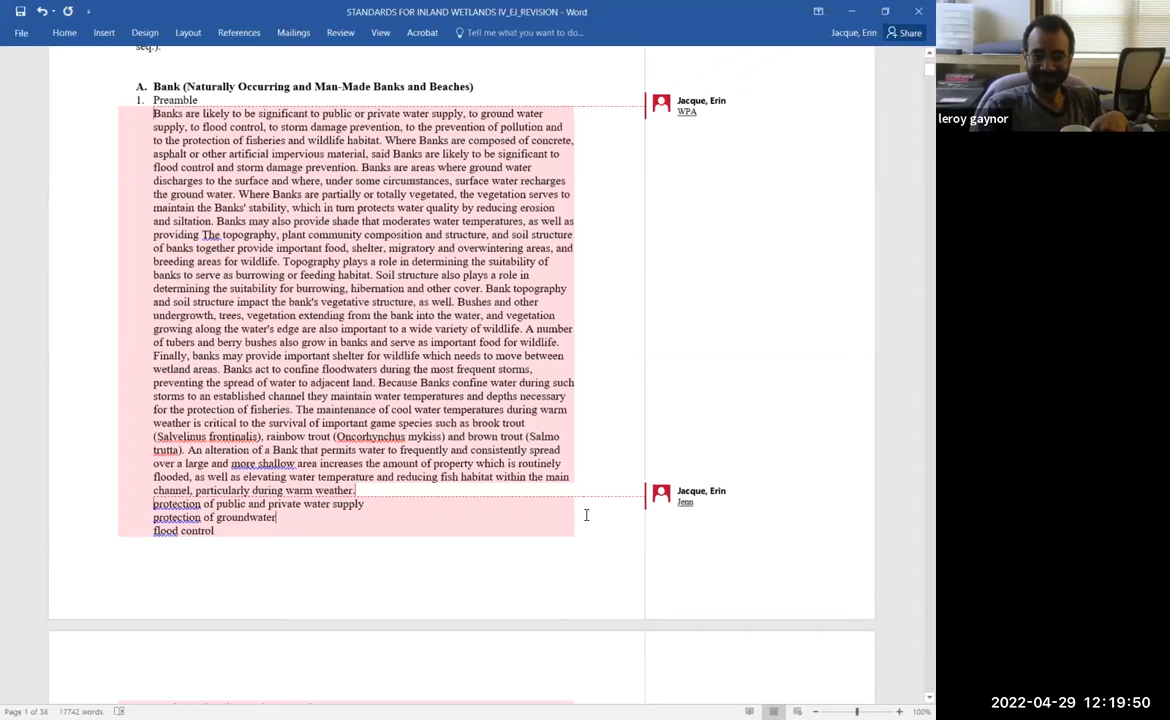 STANDARDS FOR INLAND WETLANDS IV_EJ_REVISION - Word
File Home Insert Design Layout References Mailings Review View Acrobat Tell me what you want to do... Jacque, Erin Share
seq.).
A. Bank (Naturally Occurring and Man-Made Banks and Beaches)
1. Preamble
Banks are likely to be significant to public or private water supply, to ground water
supply, to flood control, to storm damage prevention, to the prevention of pollution and
to the protection of fisheries and wildlife habitat. Where Banks are composed of concrete,
asphalt or other artificial impervious material, said Banks are likely to be significant to
flood control and storm damage prevention. Banks are areas where ground water
discharges to the surface and where, under some circumstances, surface water recharges
the ground water. Where Banks are partially or totally vegetated, the vegetation serves to
maintain the Banks' stability, which in turn protects water quality by reducing erosion
and siltation. Banks may also provide shade that moderates water temperatures, as well as
providing The topography, plant community composition and structure, and soil structure
of banks together provide important food, shelter, migratory and overwintering areas, and
breeding areas for wildlife. Topography plays a role in determining the suitability of
banks to serve as burrowing or feeding habitat. Soil structure also plays a role in
determining the suitability for burrowing, hibernation and other cover. Bank topography
and soil structure impact the bank's vegetative structure, as well. Bushes and other
undergrowth, trees, vegetation extending from the bank into the water, and vegetation
growing along the water's edge are also important to a wide variety of wildlife. A number
of tubers and berry bushes also grow in banks and serve as important food for wildlife.
Finally, banks may provide important shelter for wildlife which needs to move between
wetland areas. Banks act to confine floodwaters during the most frequent storms,
preventing the spread of water to adjacent land. Because Banks confine water during such
storms to an established channel they maintain water temperatures and depths necessary
for the protection of fisheries. The maintenance of cool water temperatures during warm
weather is critical to the survival of important game species such as brook trout
(Salvelinus frontinalis), rainbow trout (Oncorhynchus mykiss) and brown trout (Salmo
trutta). An alteration of a Bank that permits water to frequently and consistently spread
over a large and more shallow area increases the amount of property which is routinely
flooded, as well as elevating water temperature and reducing fish habitat within the main
channel, particularly during warm weather.
protection of public and private water supply
protection of groundwater
flood control
Jacque, Erin
WPA
Jacque, Erin
Jenn
leroy gaynor
Page 1 of 38 17742 words
100%
2022-04-29 12:19:50